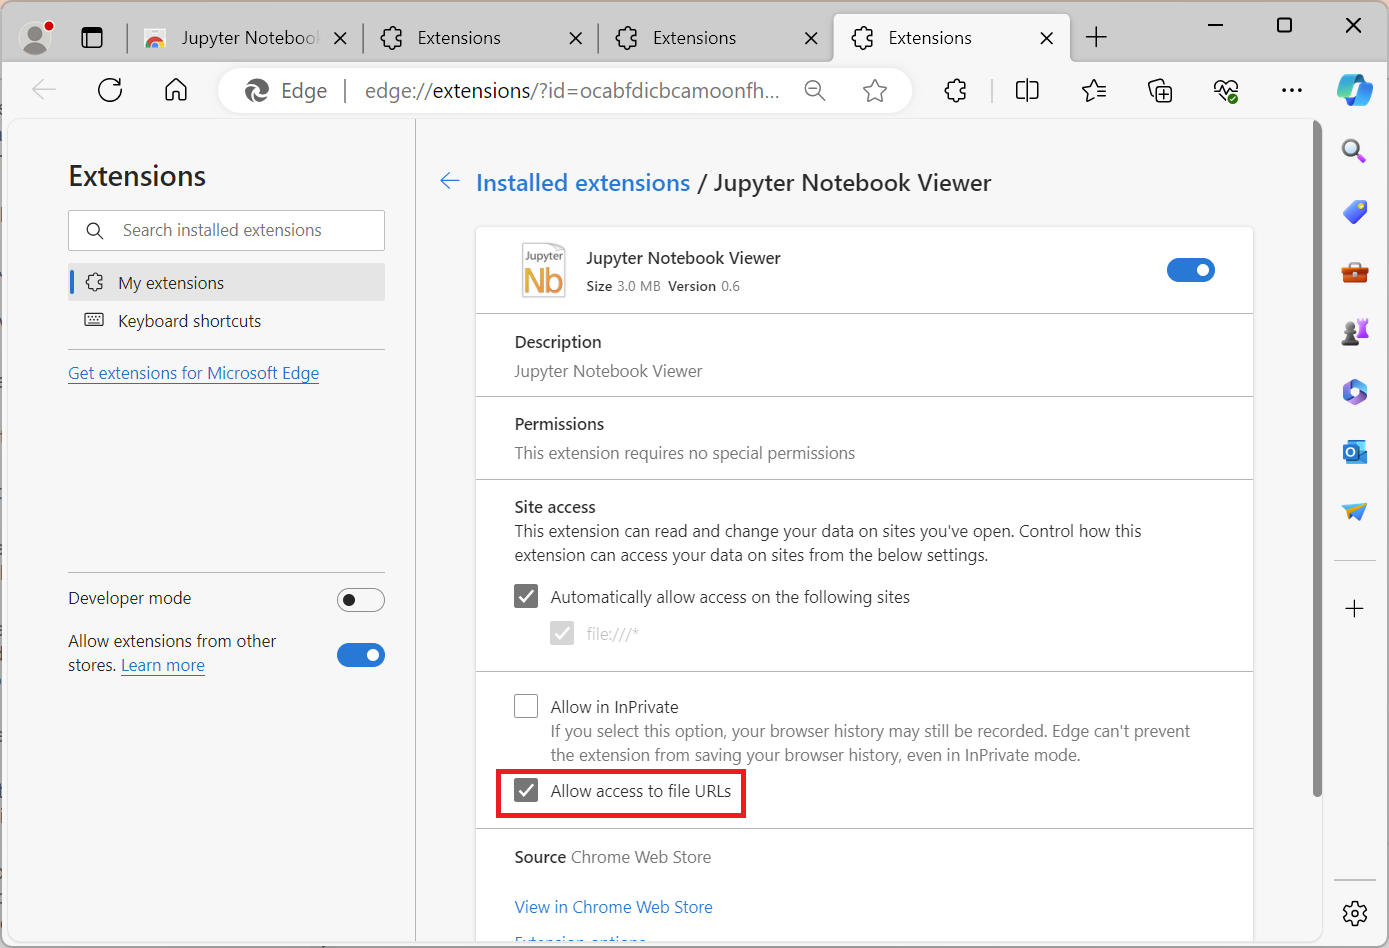 Jupyter Notebook
Extensions
Extensions
Extensions
Edge
edge://extensions/?id=ocabfdicbcamoonfh...
Extensions
Search installed extensions
My extensions
Keyboard shortcuts
Get extensions for Microsoft Edge
Developer mode
Allow extensions from other
stores. Learn more
Installed extensions / Jupyter Notebook Viewer
Jupyter
Nb
Jupyter Notebook Viewer
Size 3.0 MB Version 0.6
Description
Jupyter Notebook Viewer
Permissions
This extension requires no special permissions
Site access
This extension can read and change your data on sites you've open. Control how this
extension can access your data on sites from the below settings.
Automatically allow access on the following sites
file:///*
Allow in InPrivate
If you select this option, your browser history may still be recorded. Edge can't prevent
the extension from saving your browser history, even in InPrivate mode.
Allow access to file URLs
Source Chrome Web Store
View in Chrome Web Store
Extension options